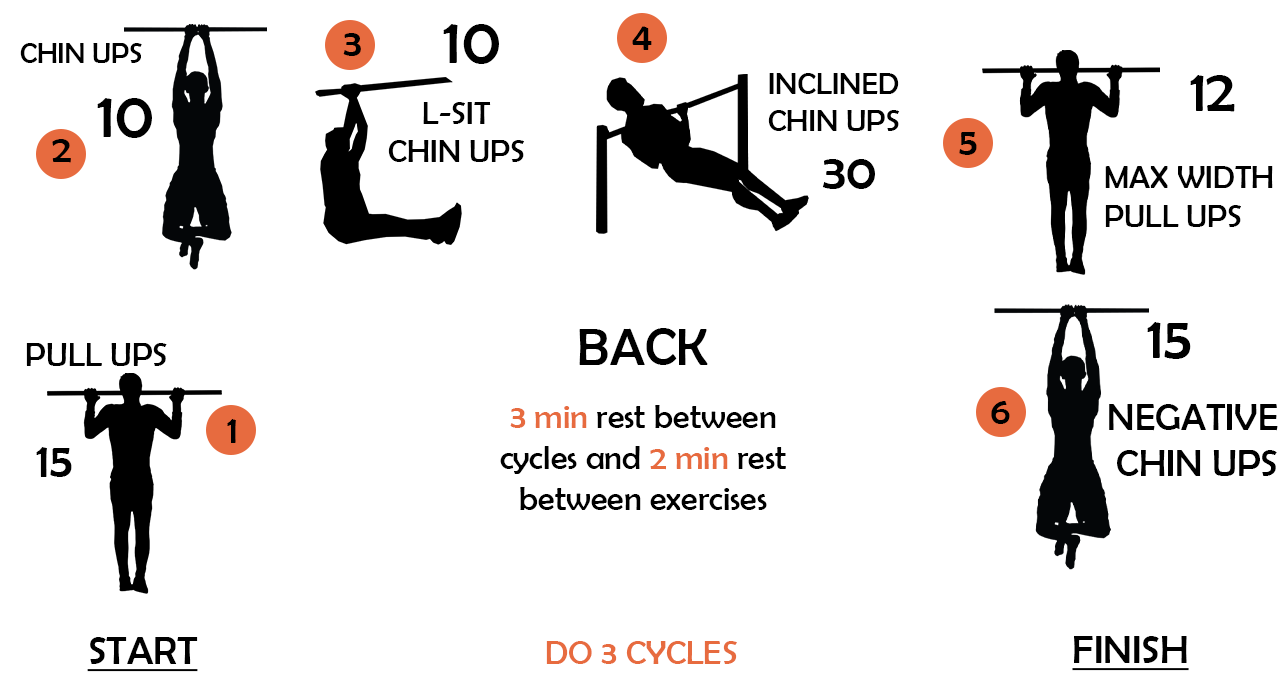 PULL UPS
1
15
START
CHIN UPS
10
2
3
10
L-SIT
CHIN UPS
4
INCLINED
CHIN UPS
30
5
12
MAX WIDTH
PULL UPS
6
15
NEGATIVE
CHIN UPS
FINISH
BACK
3 min rest between
cycles and 2 min rest
between exercises
DO 3 CYCLES